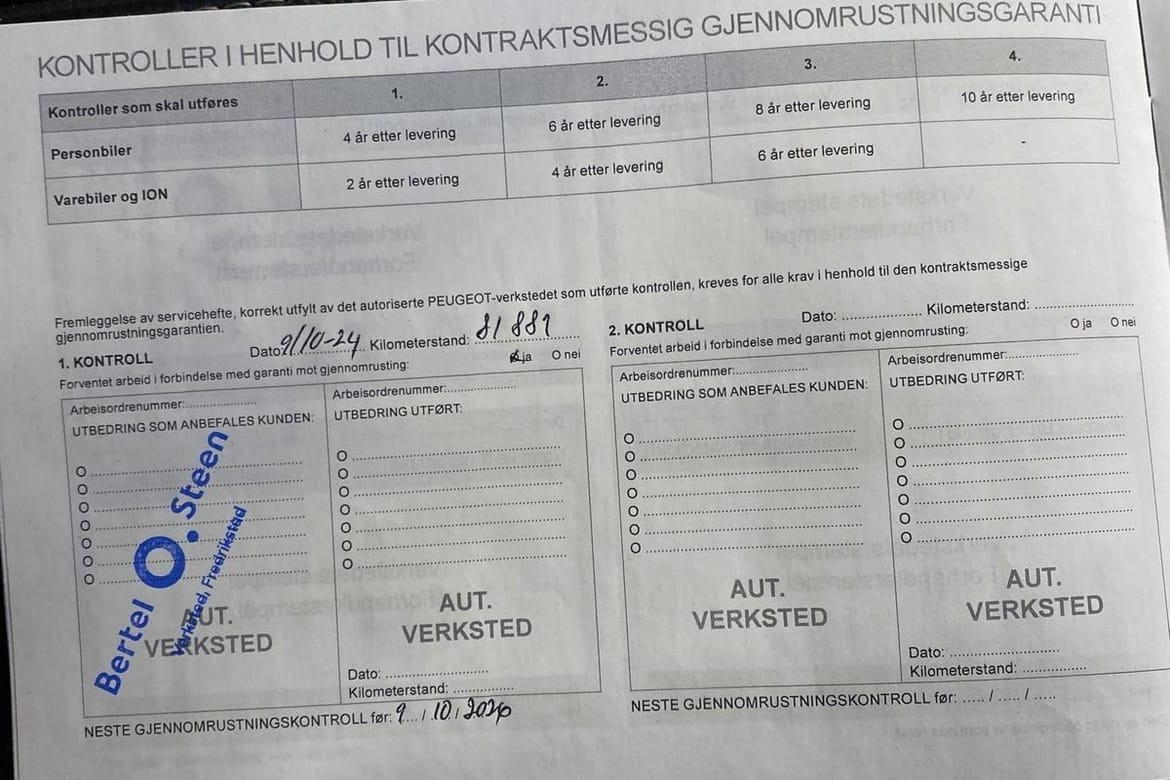 KONTROLLER I HENHOLD TIL KONTRAKTSMESSIG GJENNOMRUSTNINGSGARANTI
Kontroller som skal utføres 1. 2. 3. 4.
Personbiler 4 år etter levering 6 år etter levering 8 år etter levering 10 år etter levering
Varebiler og ION 2 år etter levering 4 år etter levering 6 år etter levering -
Fremleggelse av servicehefte, korrekt utfylt av det autoriserte PEUGEOT-verkstedet som utførte kontrollen, kreves for alle krav i henhold til den kontraktsmessige
gjennomrustningsgarantien.
1. KONTROLL Dato: 9/10-24 Kilometerstand: 81 881
Forventet arbeid i forbindelse med garanti mot gjennomrusting: O ja O nei
Arbeisordrenummer:
UTBEDRING SOM ANBEFALES KUNDEN:
O
O
O
O
O
O
O
Bertel O. Steen
Verksted, Fredrikstad
AUT.
VERKSTED
Arbeisordrenummer:
UTBEDRING UTFØRT:
O
O
O
O
O
O
O
AUT.
VERKSTED
Dato:
Kilometerstand:
NESTE GJENNOMRUSTNINGSKONTROLL før: 9 / 10 / 2026
2. KONTROLL Dato: Kilometerstand:
Forventet arbeid i forbindelse med garanti mot gjennomrusting: O ja O nei
Arbeisordrenummer:
UTBEDRING SOM ANBEFALES KUNDEN:
O
O
O
O
O
O
O
AUT.
VERKSTED
Arbeisordrenummer:
UTBEDRING UTFØRT:
O
O
O
O
O
O
O
AUT.
VERKSTED
Dato:
Kilometerstand:
NESTE GJENNOMRUSTNINGSKONTROLL før: ..... / ..... / .....